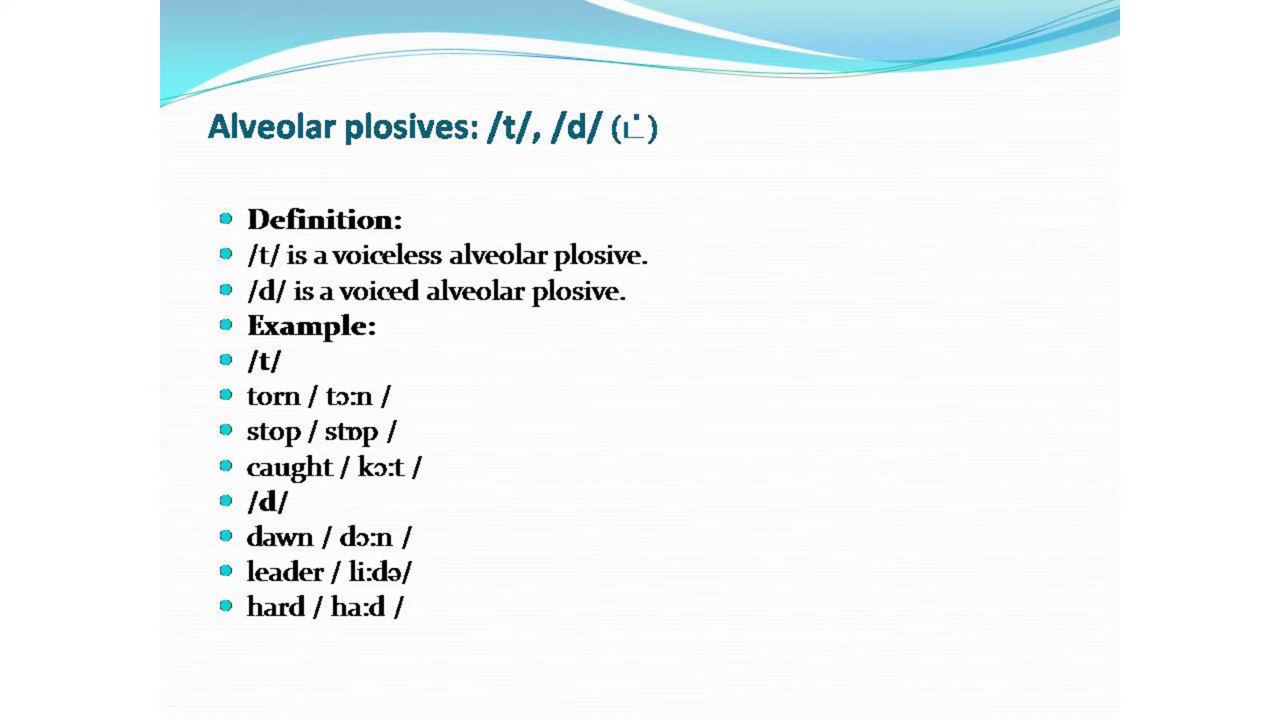 Alveolar plosives: /t/, /d/
Definition:
/t/ is a voiceless alveolar plosive.
/d/ is a voiced alveolar plosive.
Example:
/t/
torn / tɔ:n /
stop / stɒp /
caught / kɔ:t /
/d/
dawn / dɔ:n /
leader / li:də/
hard / ha:d /